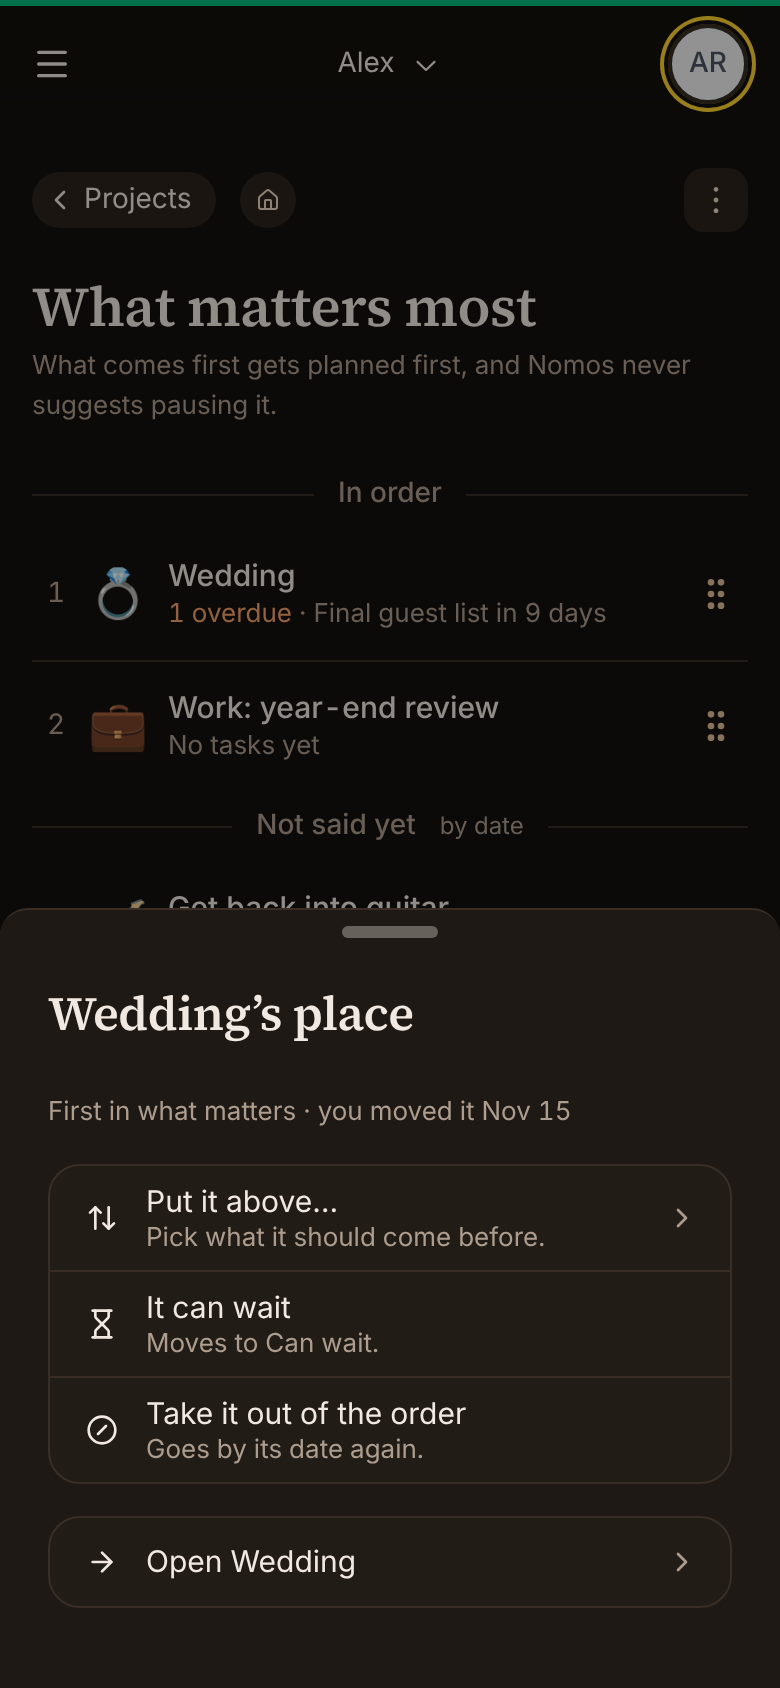 Alex
AR
Projects
What matters most
What comes first gets planned first, and Nomos never
suggests pausing it.
In order
1
Wedding
1 overdue · Final guest list in 9 days
2
Work: year-end review
No tasks yet
Not said yet by date
Get back into guitar
Wedding’s place
First in what matters · you moved it Nov 15
Put it above…
Pick what it should come before.
It can wait
Moves to Can wait.
Take it out of the order
Goes by its date again.
Open Wedding